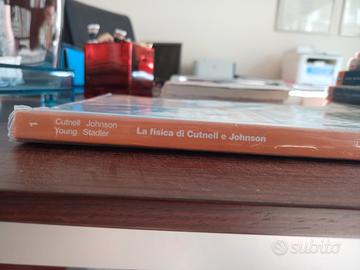 1
Cutnell Johnson
Young Stadler
La fisica di Cutnell e Johnson
subito